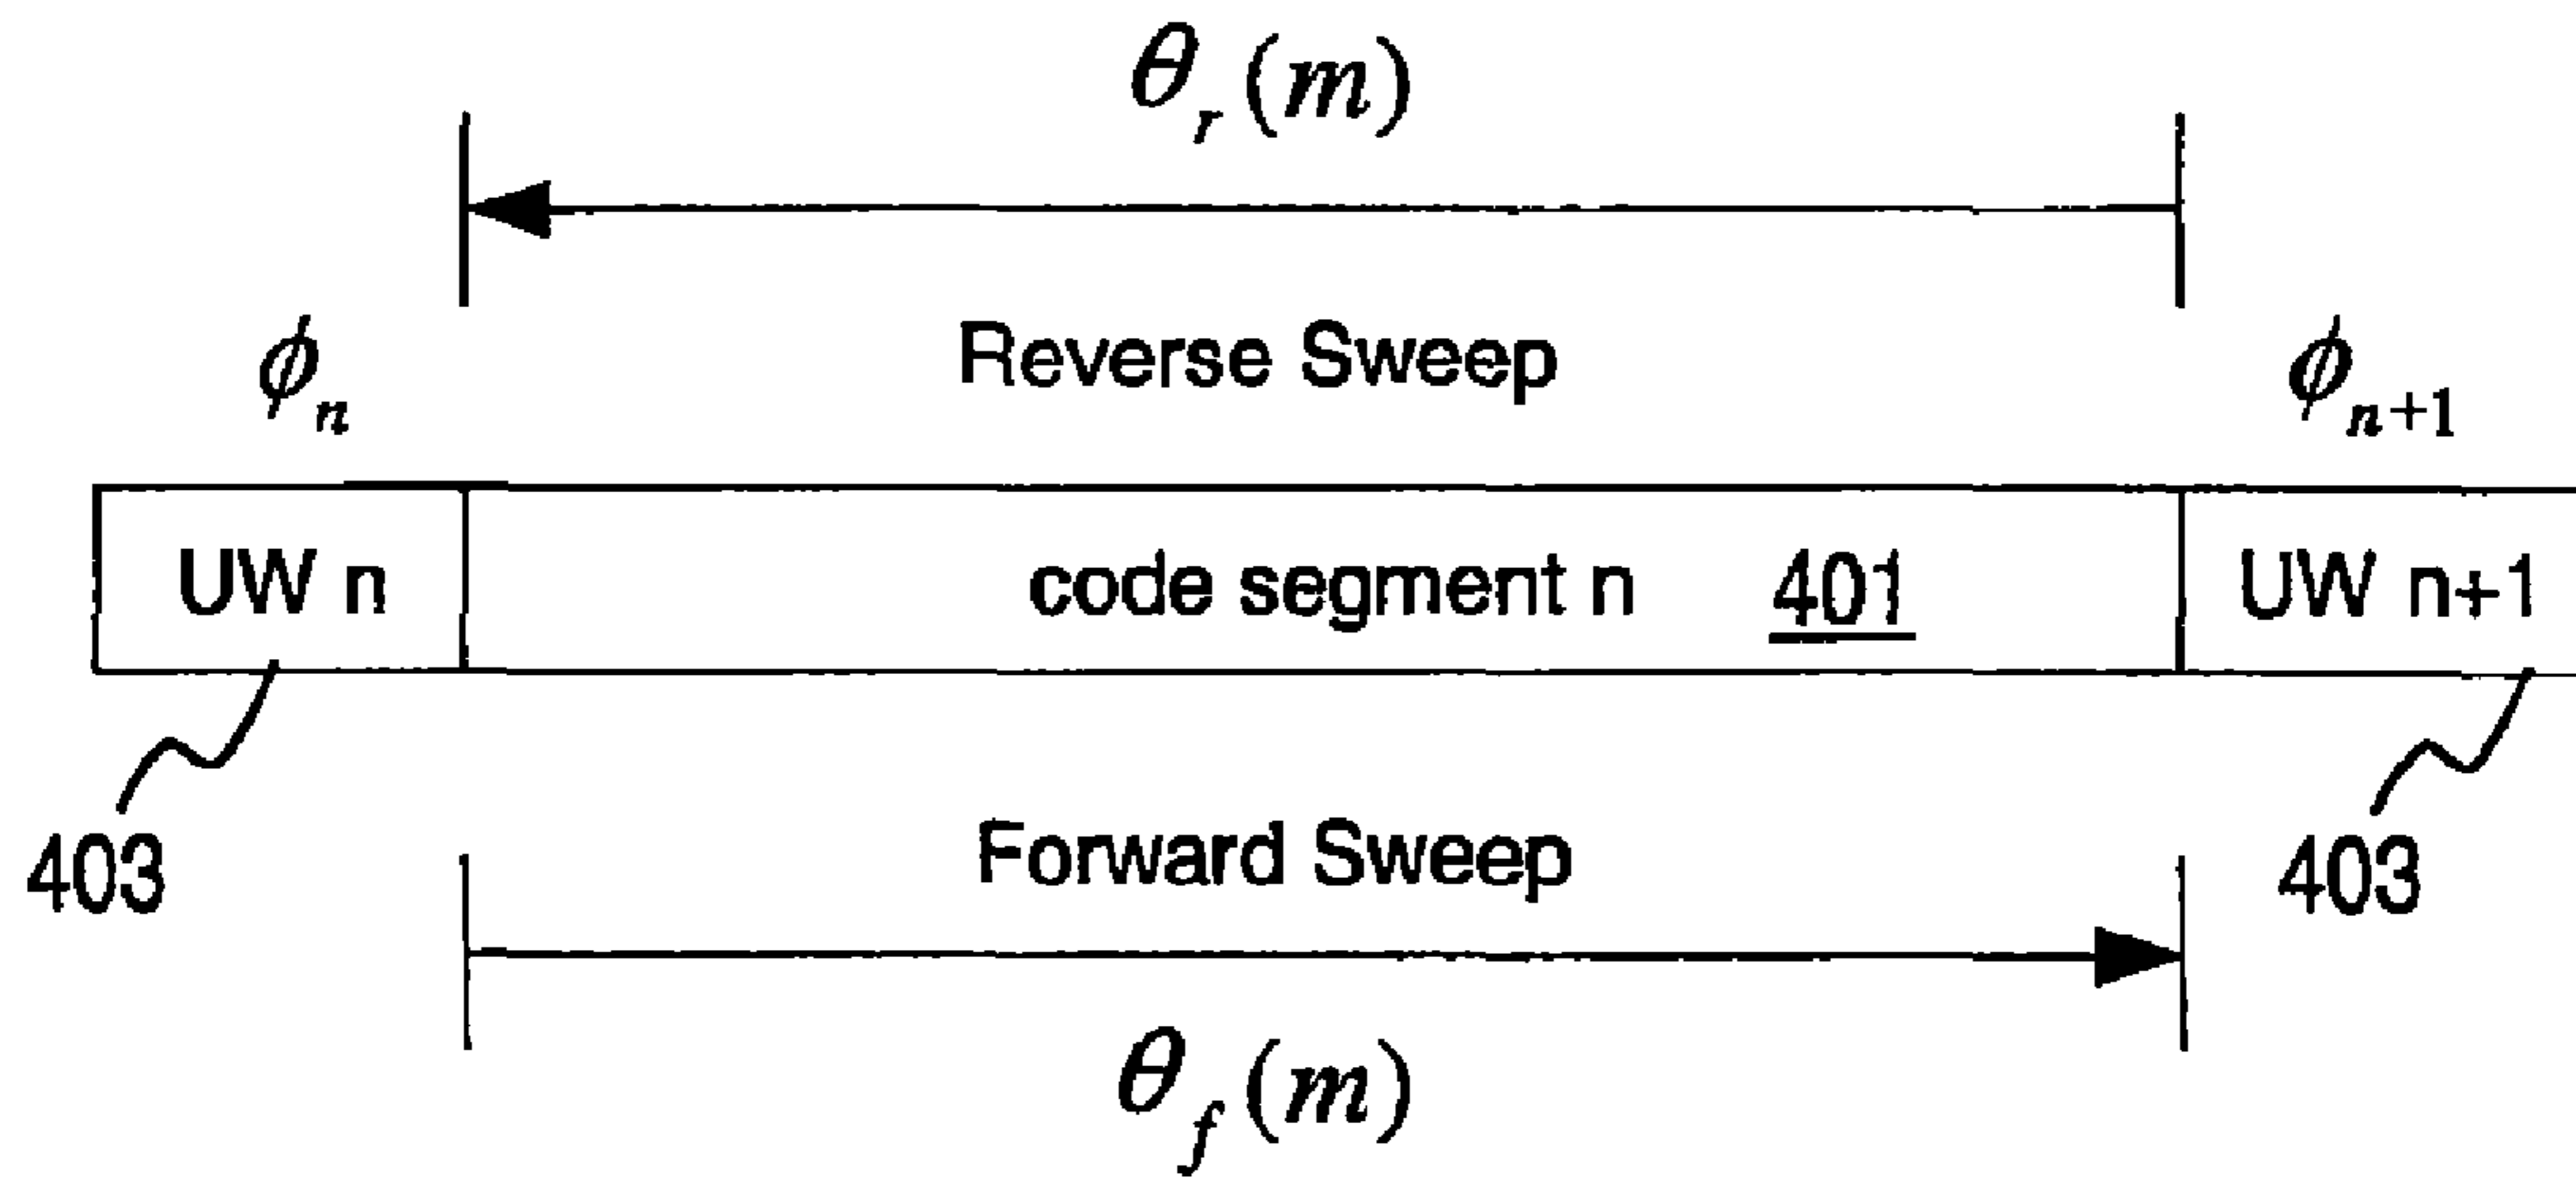 θr(m)
Reverse Sweep
ϕn
ϕn+1
UW n
code segment n 401
UW n+1
403
Forward Sweep
403
θf(m)